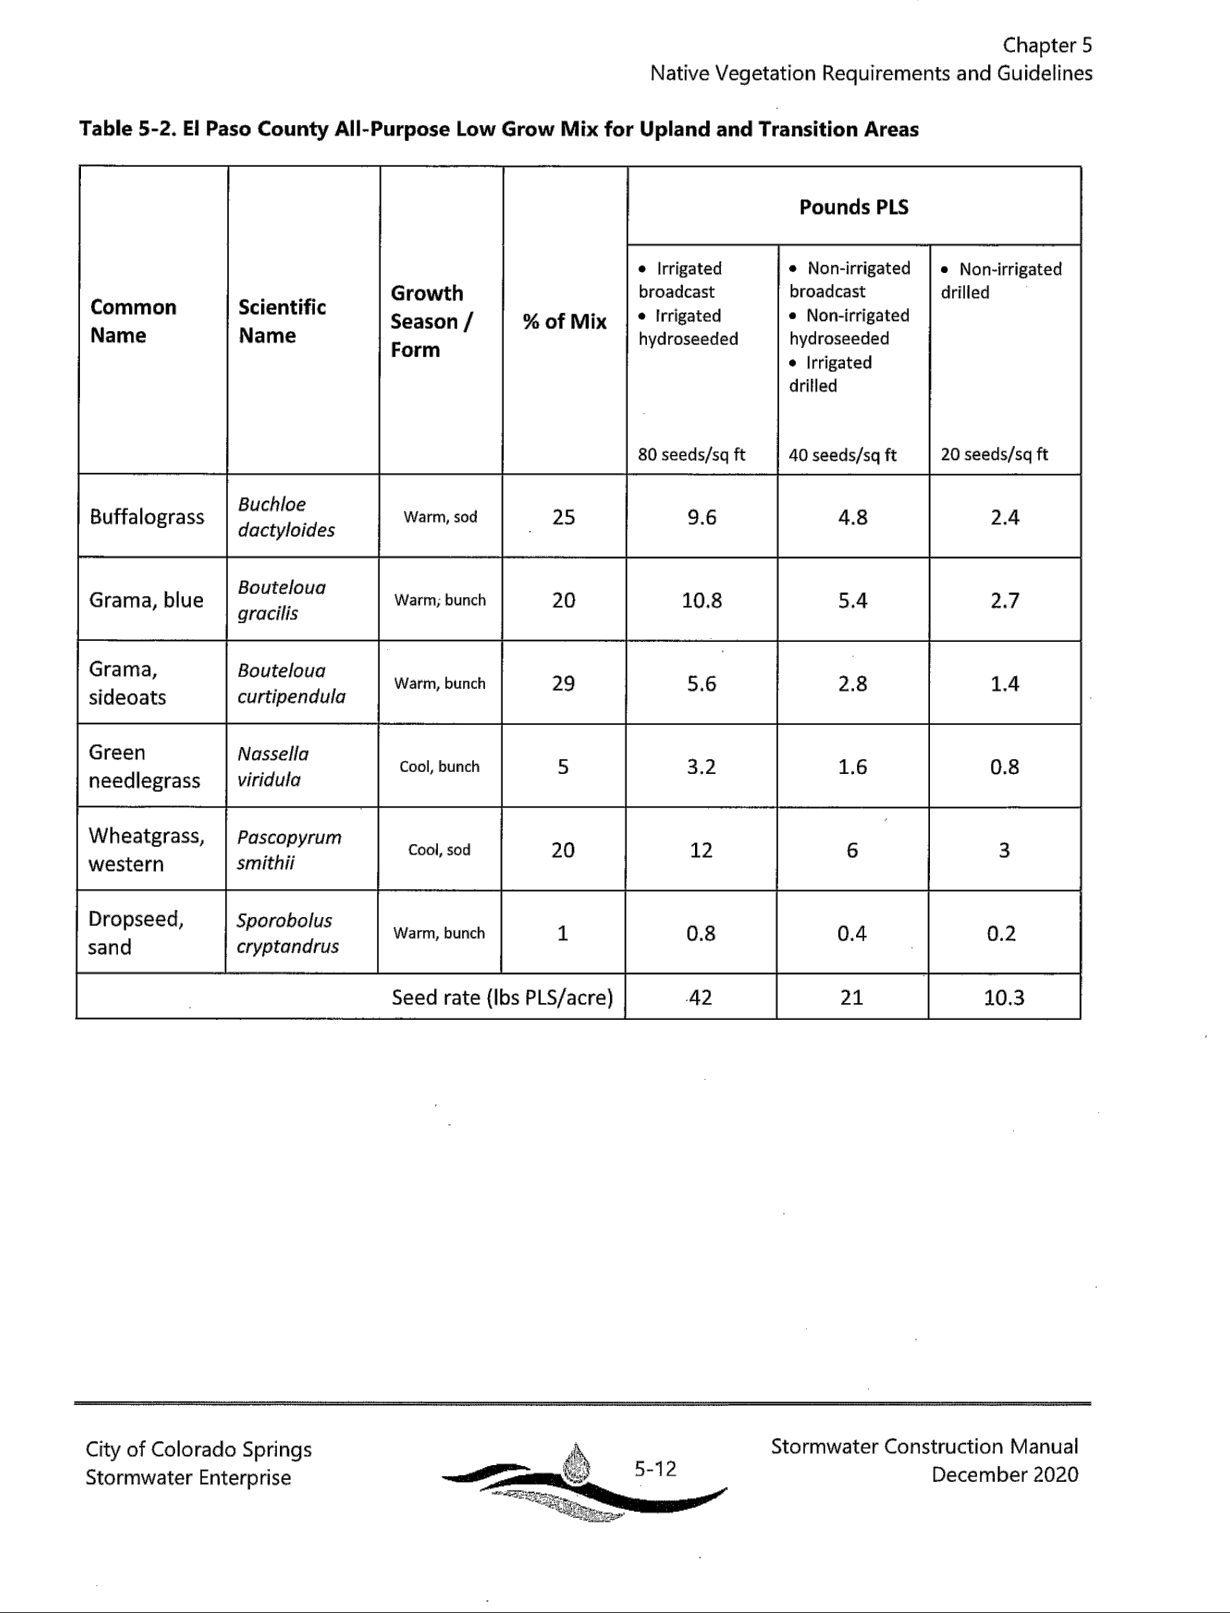 Chapter 5
Native Vegetation Requirements and Guidelines
Table 5-2. El Paso County All-Purpose Low Grow Mix for Upland and Transition Areas
Pounds PLS
Common
Name
Scientific
Name
Growth
Season /
Form
% of Mix
• Irrigated
broadcast
• Irrigated
hydroseeded
80 seeds/sq ft
• Non-irrigated
broadcast
• Non-irrigated
hydroseeded
• Irrigated
drilled
40 seeds/sq ft
• Non-irrigated
drilled
20 seeds/sq ft
Buffalograss
Buchloe
dactyloides
Warm, sod
25
9.6
4.8
2.4
Grama, blue
Bouteloua
gracilis
Warm, bunch
20
10.8
5.4
2.7
Grama,
sideoats
Bouteloua
curtipendula
Warm, bunch
29
5.6
2.8
1.4
Green
needlegrass
Nassella
viridula
Cool, bunch
5
3.2
1.6
0.8
Wheatgrass,
western
Pascopyrum
smithii
Cool, sod
20
12
6
3
Dropseed,
sand
Sporobolus
cryptandrus
Warm, bunch
1
0.8
0.4
0.2
Seed rate (lbs PLS/acre)
42
21
10.3
City of Colorado Springs
Stormwater Enterprise
5-12
Stormwater Construction Manual
December 2020